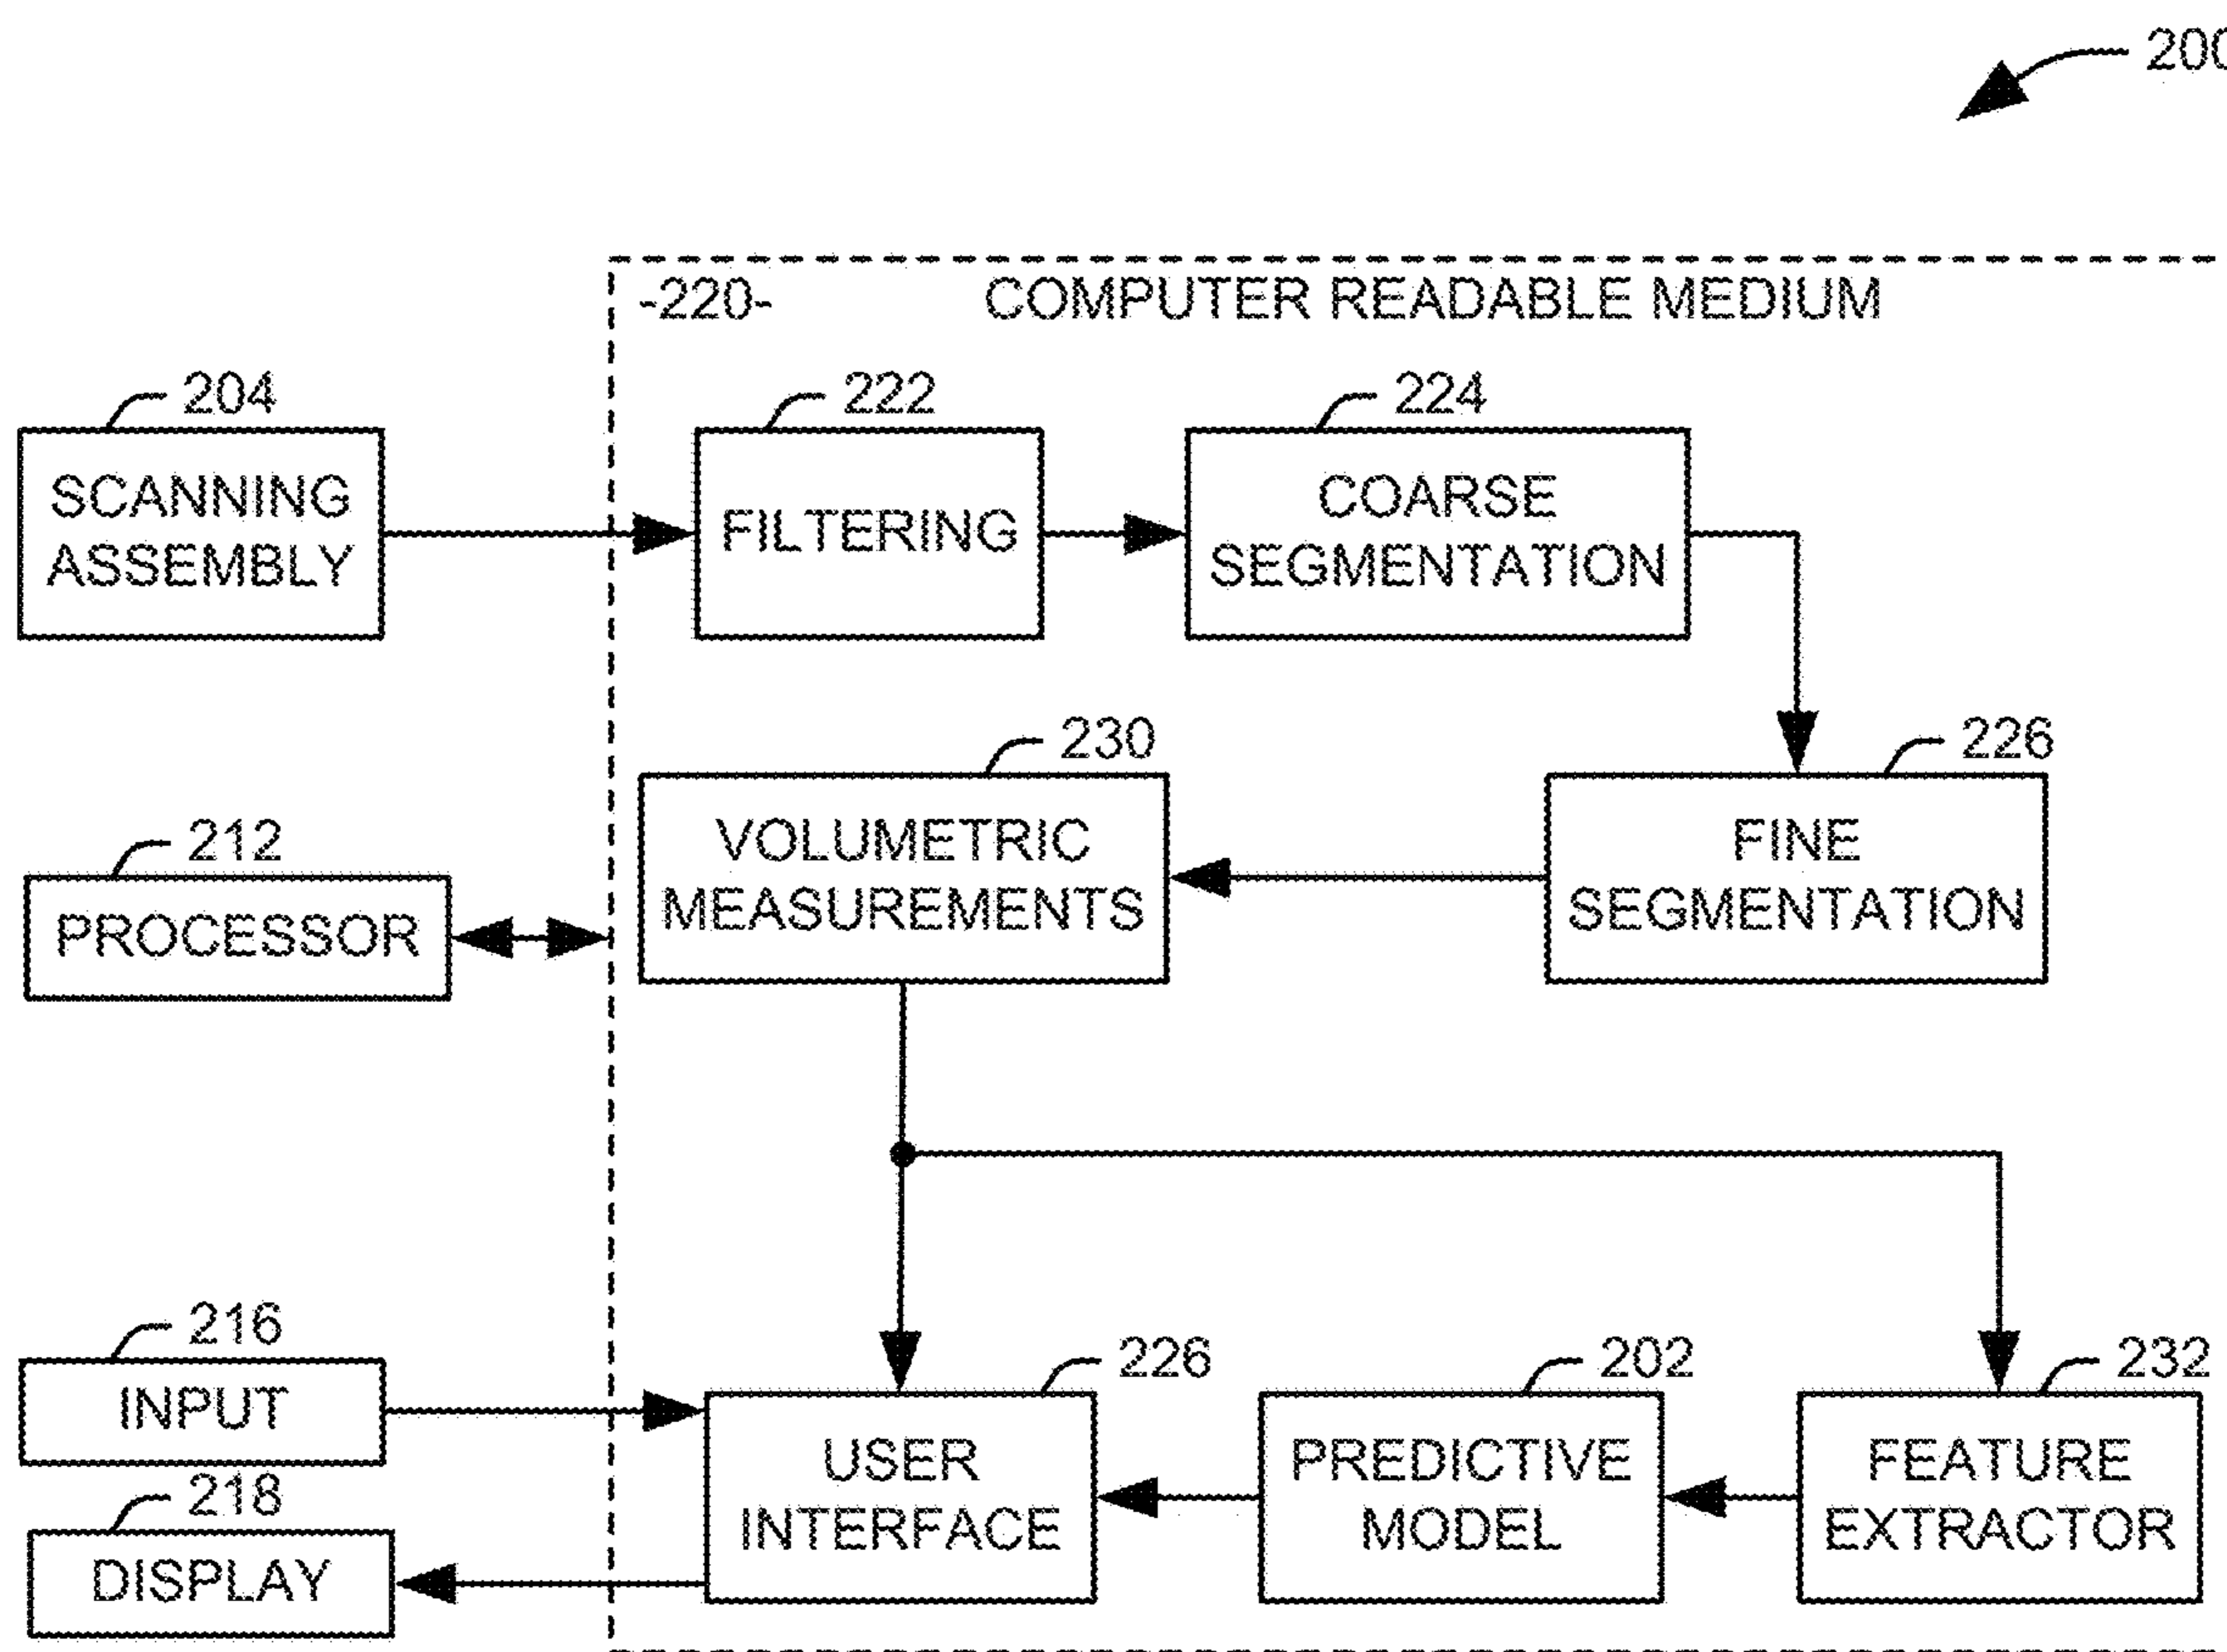 200
-220- COMPUTER READABLE MEDIUM
204
222
224
SCANNING
ASSEMBLY
FILTERING
COARSE
SEGMENTATION
230
226
VOLUMETRIC
MEASUREMENTS
FINE
SEGMENTATION
212
PROCESSOR
216
INPUT
226
202
232
USER
INTERFACE
PREDICTIVE
MODEL
FEATURE
EXTRACTOR
218
DISPLAY